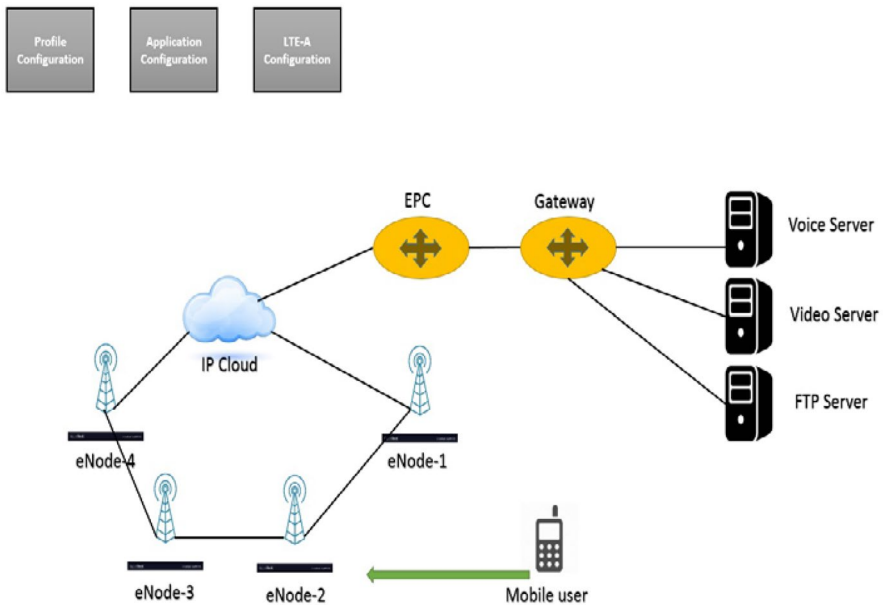 Profile
Configuration
Application
Configuration
LTE-A
Configuration
EPC
Gateway
Voice Server
Video Server
IP Cloud
FTP Server
eNode-4
eNode-1
eNode-3
eNode-2
Mobile user